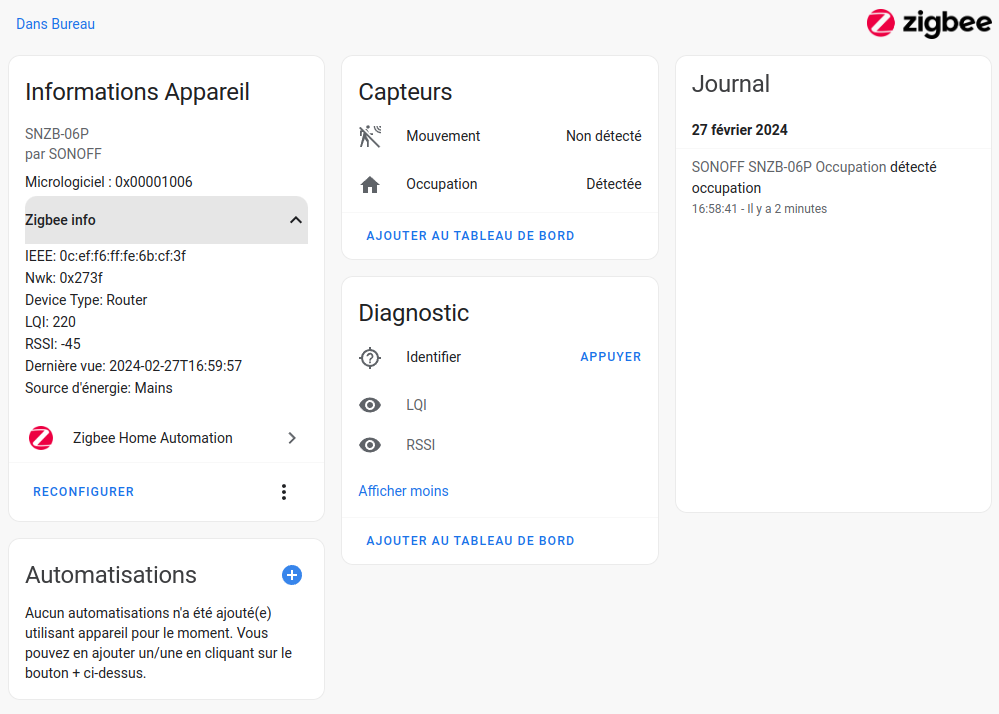 Dans Bureau
zigbee
Informations Appareil
SNZB-06P
par SONOFF
Micrologiciel : 0x00001006
Zigbee info
IEEE: 0c:ef:f6:ff:fe:6b:cf:3f
Nwk: 0x273f
Device Type: Router
LQI: 220
RSSI: -45
Dernière vue: 2024-02-27T16:59:57
Source d'énergie: Mains
Zigbee Home Automation
RECONFIGURER
Automatisations
Aucun automatisations n'a été ajouté(e)
utilisant appareil pour le moment. Vous
pouvez en ajouter un/une en cliquant sur le
bouton + ci-dessus.
Capteurs
Mouvement Non détecté
Occupation Détectée
AJOUTER AU TABLEAU DE BORD
Diagnostic
Identifier APPUYER
LQI
RSSI
Afficher moins
AJOUTER AU TABLEAU DE BORD
Journal
27 février 2024
SONOFF SNZB-06P Occupation détecté
occupation
16:58:41 - Il y a 2 minutes